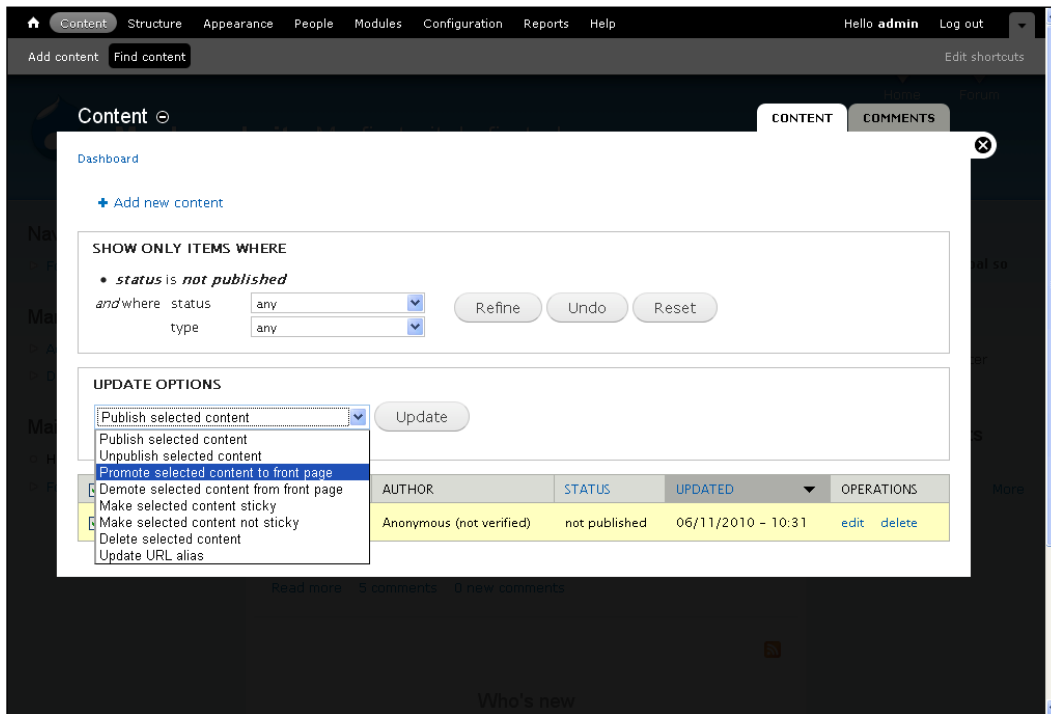 Content Structure Appearance People Modules Configuration Reports Help Hello admin Log out
Add content Find content Edit shortcuts
Home Forum
Content
CONTENT COMMENTS
Dashboard
Add new content
SHOW ONLY ITEMS WHERE
status is not published
and where status any Refine Undo Reset
type any
UPDATE OPTIONS
Publish selected content Update
Publish selected content
Unpublish selected content
Promote selected content to front page
Demote selected content from front page
Make selected content sticky
Make selected content not sticky
Delete selected content
Update URL alias
AUTHOR STATUS UPDATED OPERATIONS
Anonymous (not verified) not published 06/11/2010 - 10:31 edit delete
More
Read more 5 comments 0 new comments
Who's new